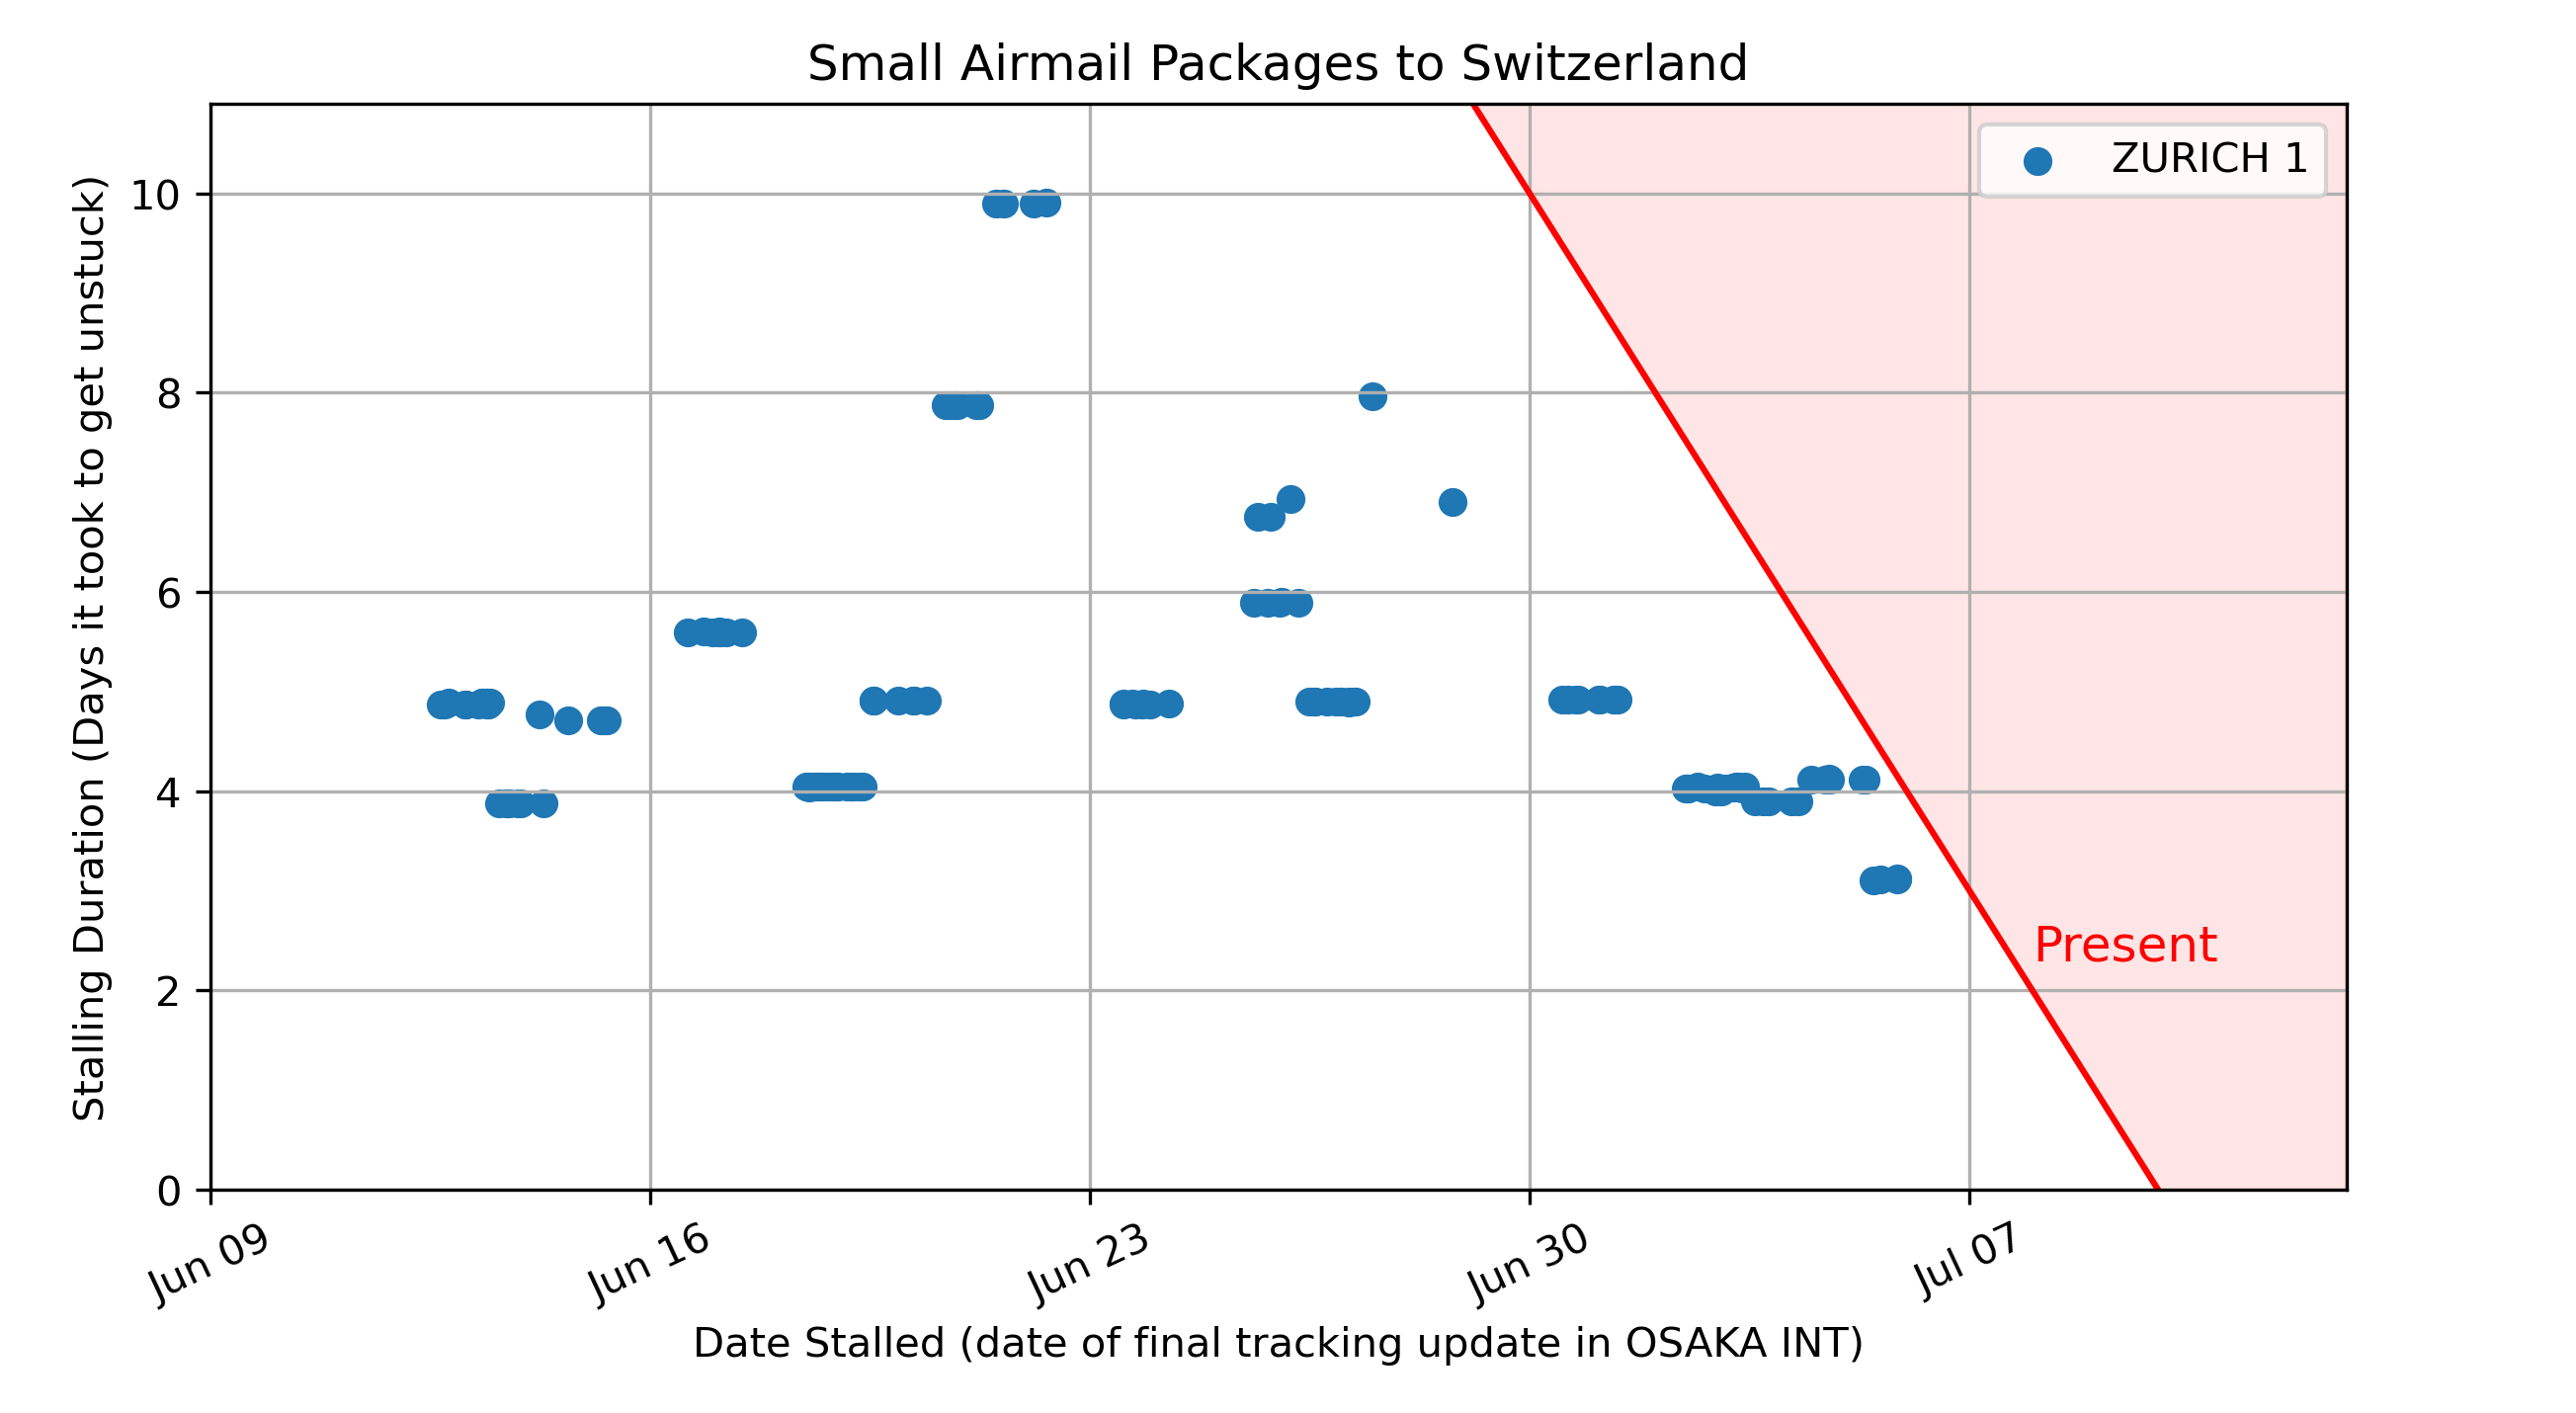 Small Airmail Packages to Switzerland
ZURICH 1
Stalling Duration (Days it took to get unstuck)
10
8
6
4
2
0
Present
Jun 09
Jun 16
Jun 23
Jun 30
Jul 07
Date Stalled (date of final tracking update in OSAKA INT)